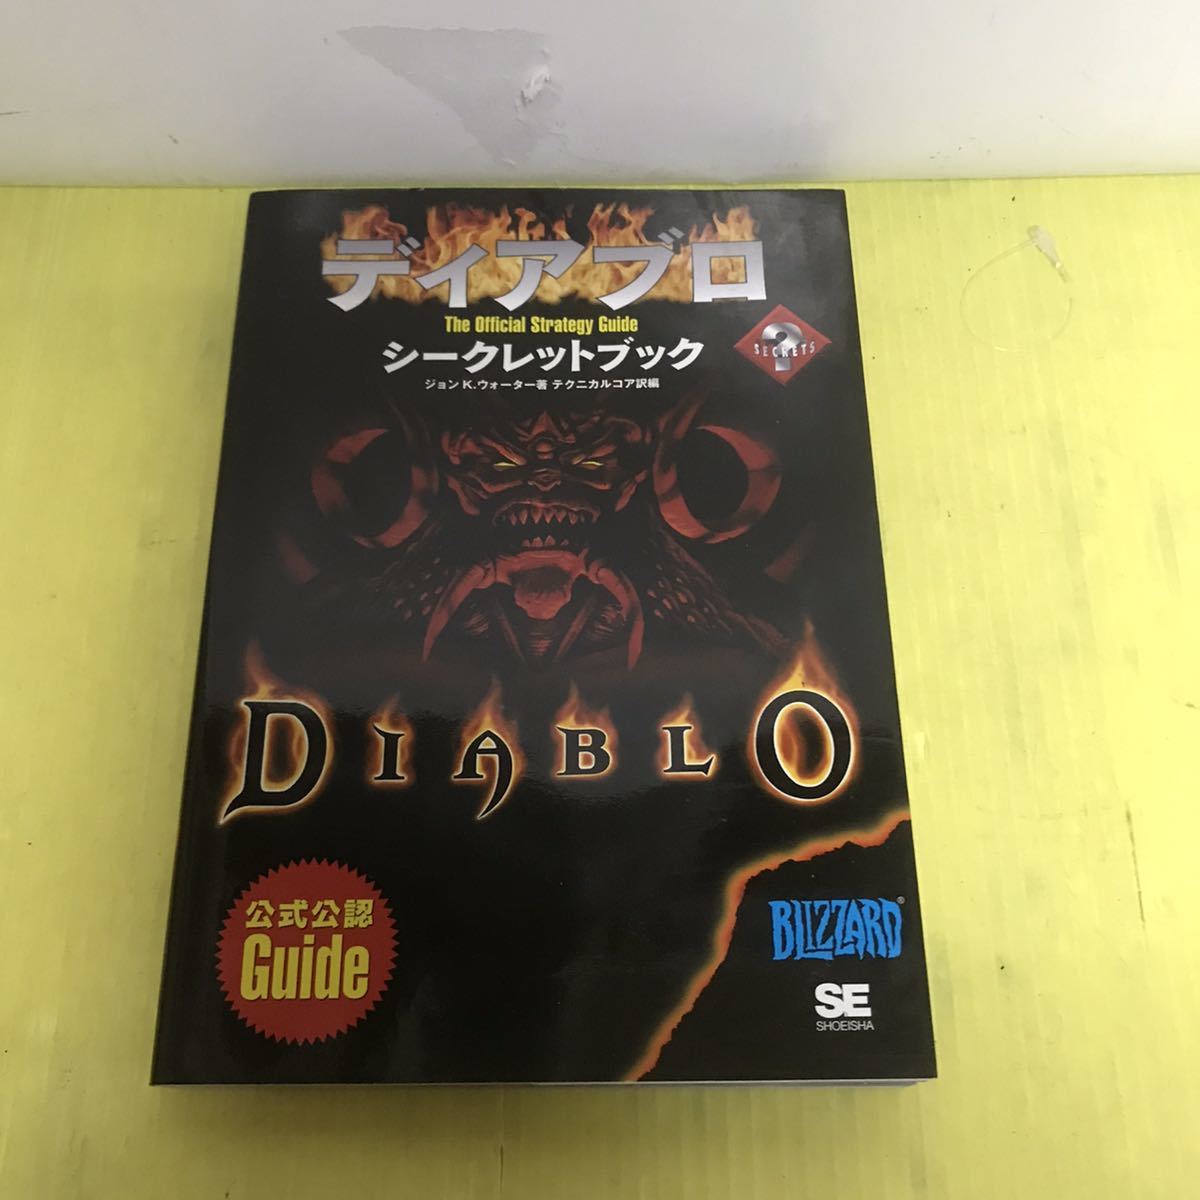 ディアブロ
The Official Strategy Guide
シークレットブック
SECRETS
?
ジョン K.ウォーター著 テクニカルコア訳編
DIABLO
公式公認
Guide
BLIZZARD®
SE
SHOEISHA